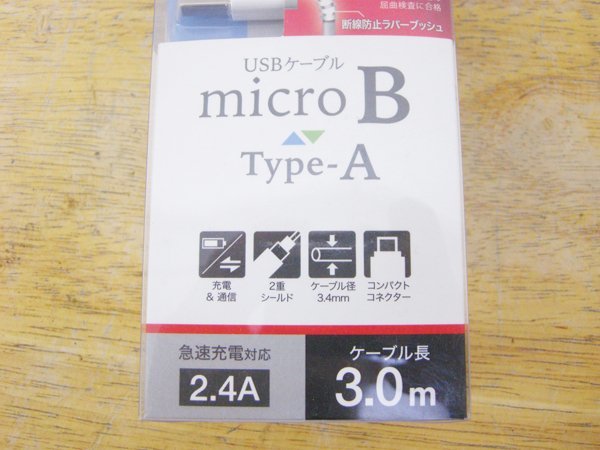 屈曲検査に合格
断線防止ラバーブッシュ
USBケーブル
micro B
Type-A
充電
& 通信
2重
シールド
ケーブル径
3.4mm
コンパクト
コネクター
急速充電対応
2.4A
ケーブル長
3.0m